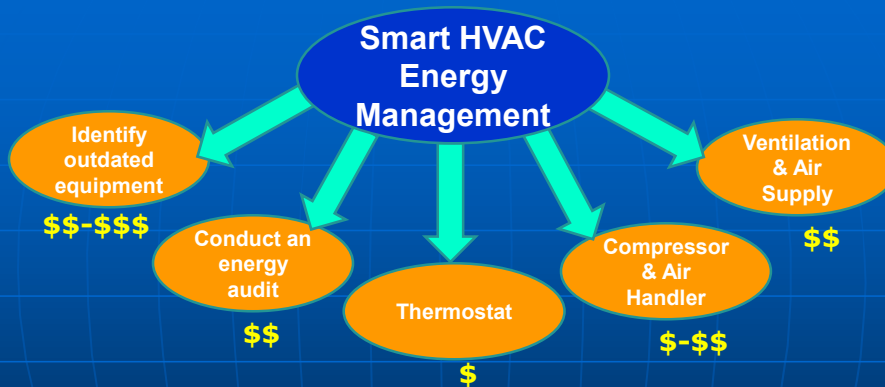 Smart HVAC
Energy
Management
Identify
outdated
equipment
$$-$$$
Conduct an
energy
audit
$$
Thermostat
$
Compressor
& Air
Handler
$-$$
Ventilation
& Air
Supply
$$